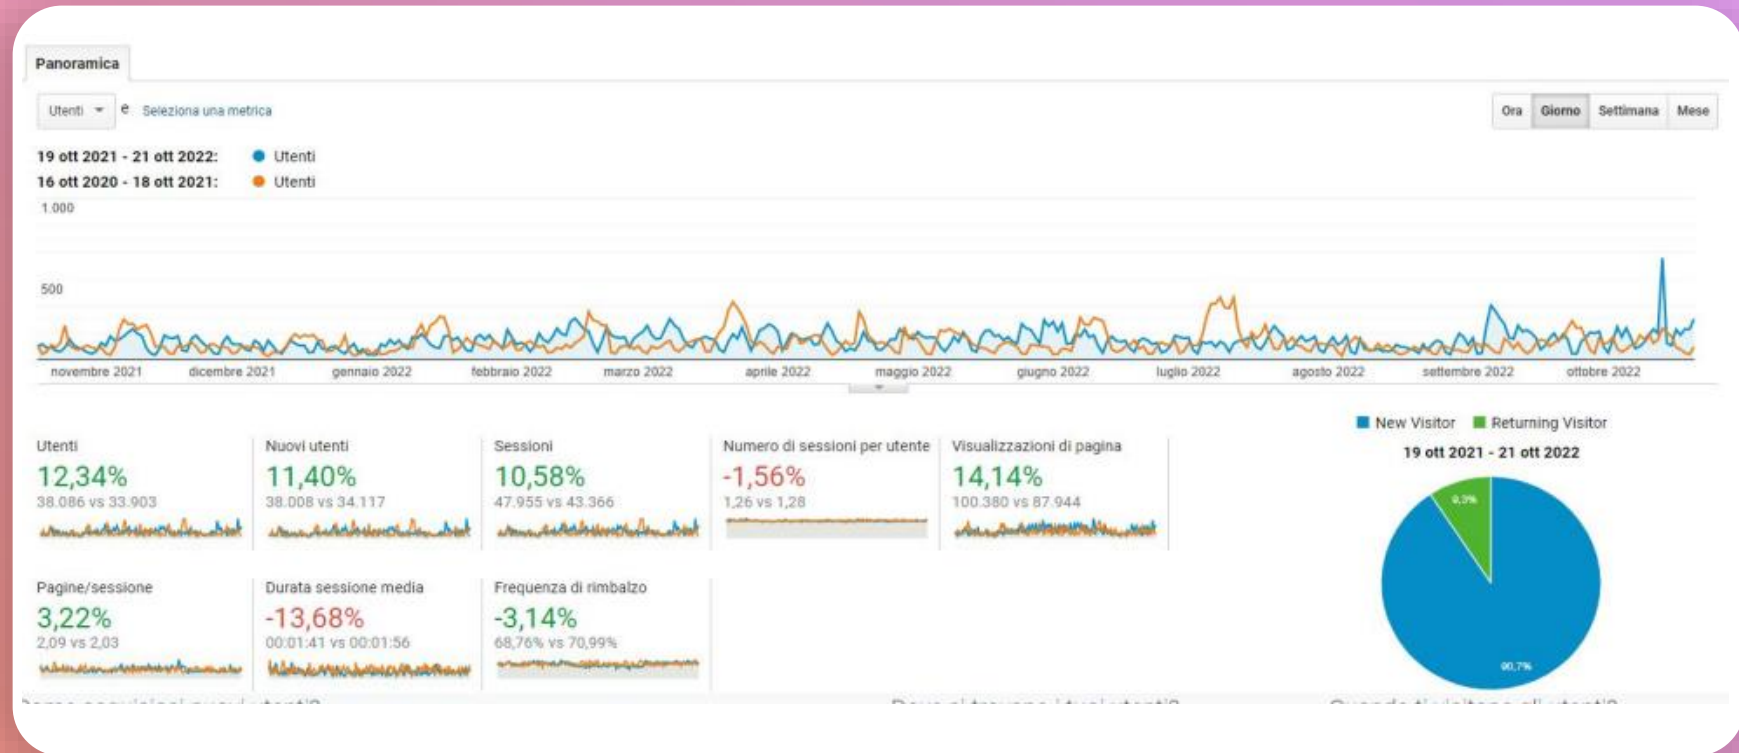 Panoramica
Utenti e Seleziona una metrica
Ora Giorno Settimana Mese
19 ott 2021 - 21 ott 2022: Utenti
16 ott 2020 - 18 ott 2021: Utenti
1.000
500
novembre 2021 dicembre 2021 gennaio 2022 febbraio 2022 marzo 2022 aprile 2022 maggio 2022 giugno 2022 luglio 2022 agosto 2022 settembre 2022 ottobre 2022
New Visitor Returning Visitor
19 ott 2021 - 21 ott 2022
9,3%
90,7%
Utenti
12,34%
38.086 vs 33.903
Nuovi utenti
11,40%
38.008 vs 34.117
Sessioni
10,58%
47.955 vs 43.366
Numero di sessioni per utente
-1,56%
1,26 vs 1,28
Visualizzazioni di pagina
14,14%
100.380 vs 87.944
Pagine/sessione
3,22%
2,09 vs 2,03
Durata sessione media
-13,68%
00:01:41 vs 00:01:56
Frequenza di rimbalzo
-3,14%
68,76% vs 70,99%